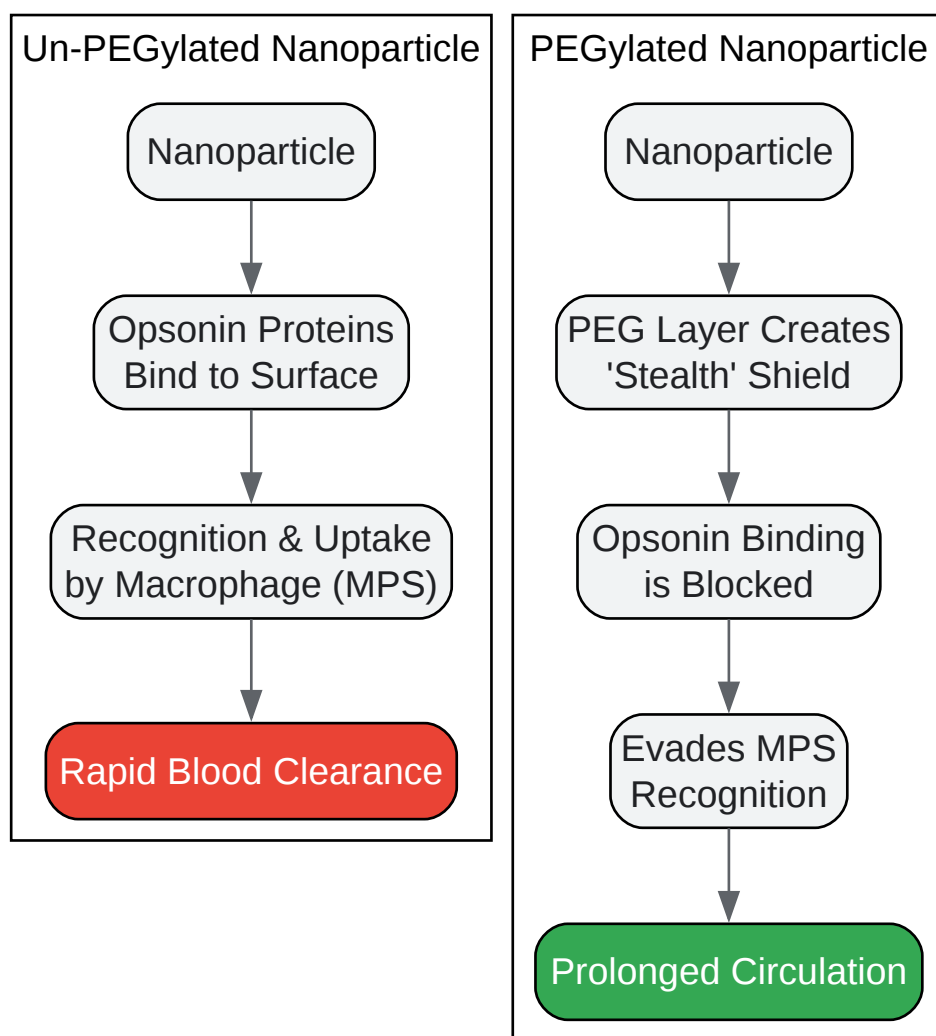 Un-PEGylated Nanoparticle
Nanoparticle
Opsonin Proteins
Bind to Surface
Recognition & Uptake
by Macrophage (MPS)
Rapid Blood Clearance
PEGylated Nanoparticle
Nanoparticle
PEG Layer Creates
'Stealth' Shield
Opsonin Binding
is Blocked
Evades MPS
Recognition
Prolonged Circulation